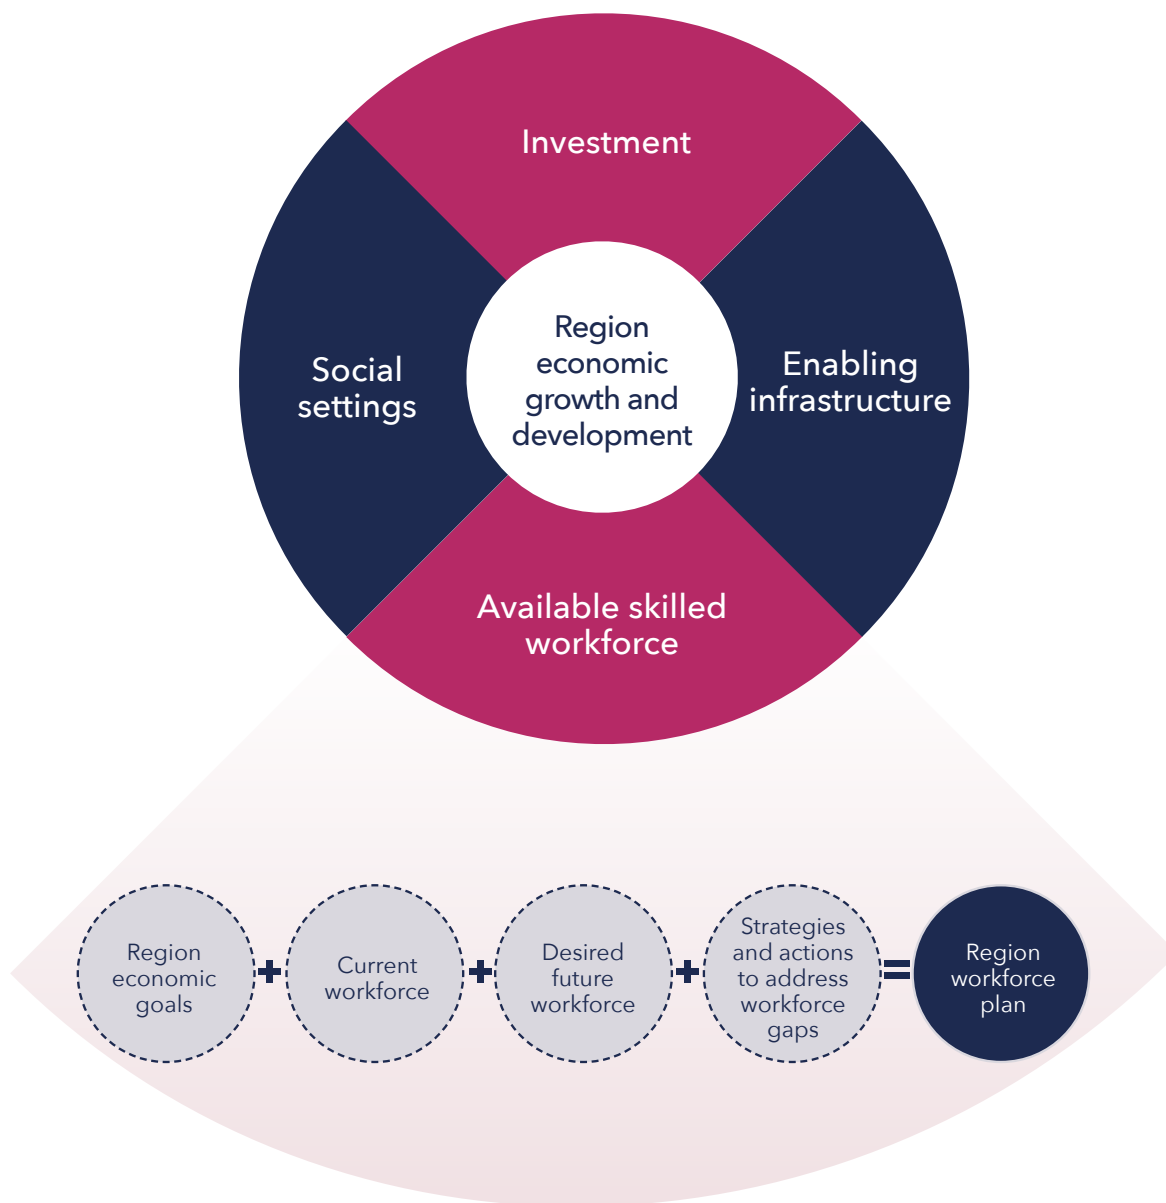 Investment
Social
settings
Region
economic
growth and
development
Enabling
infrastructure
Available skilled
workforce
Region
economic
goals
+
Current
workforce
+
Desired
future
workforce
+
Strategies
and actions
to address
workforce
gaps
=
Region
workforce
plan